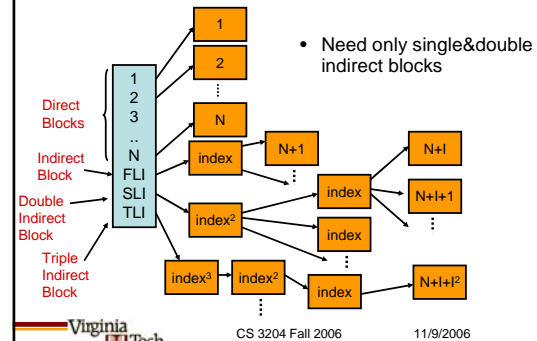 • Need only single&double
indirect blocks
Direct
Blocks
Indirect
Block
Double
Indirect
Block
Triple
Indirect
Block
1
2
3
..
N
FLI
SLI
TLI
1
2
N
index
N+1
index²
index
index
N+I
N+I+1
index³
index²
index
N+I+I²
Virginia
Tech
CS 3204 Fall 2006
11/9/2006